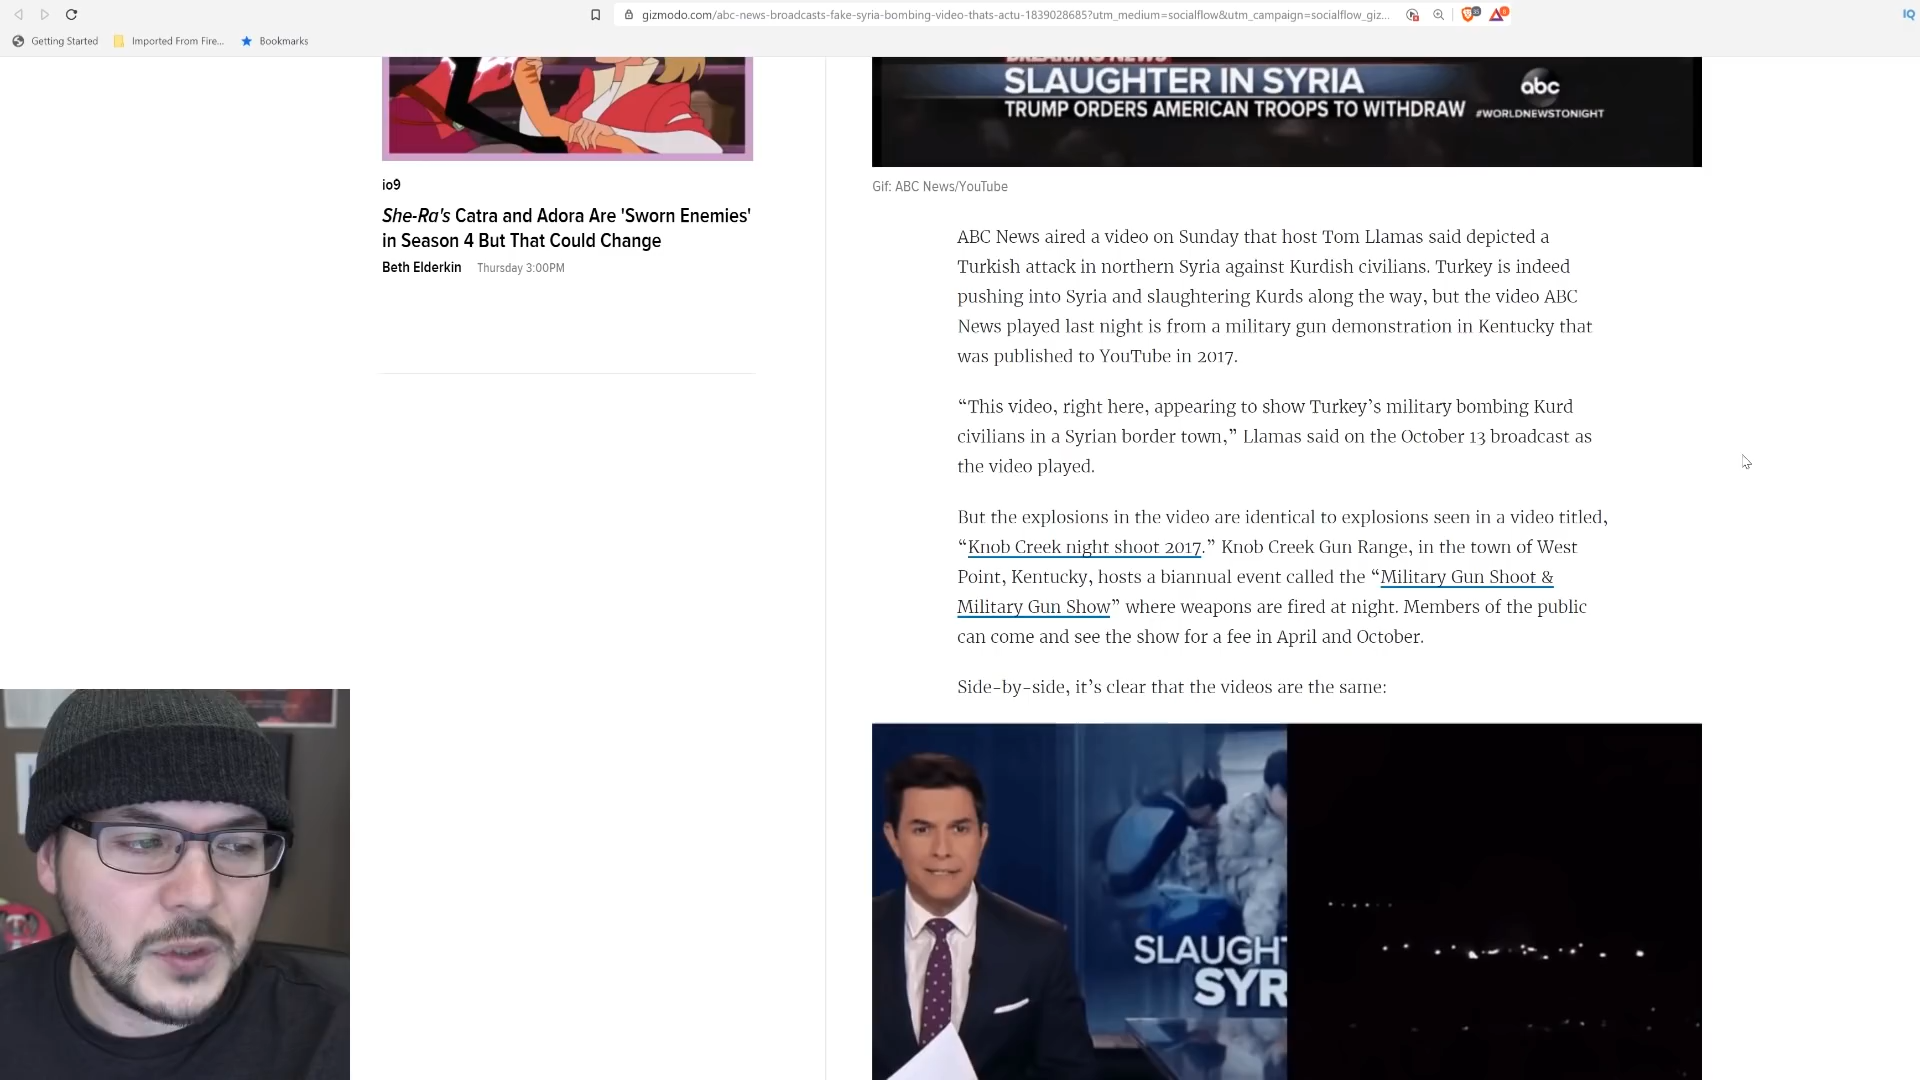 gizmodo.com/abc-news-broadcasts-fake-syria-bombing-video-thats-actu-1839028685?utm_medium=socialflow&utm_campaign=socialflow_giz...
IQ
Getting Started
Imported From Fire...
Bookmarks
BREAKING NEWS
SLAUGHTER IN SYRIA
TRUMP ORDERS AMERICAN TROOPS TO WITHDRAW
abc
#WORLDNEWSTONIGHT
Gif: ABC News/YouTube
io9
She-Ra's Catra and Adora Are 'Sworn Enemies'
in Season 4 But That Could Change
Beth Elderkin Thursday 3:00PM
ABC News aired a video on Sunday that host Tom Llamas said depicted a
Turkish attack in northern Syria against Kurdish civilians. Turkey is indeed
pushing into Syria and slaughtering Kurds along the way, but the video ABC
News played last night is from a military gun demonstration in Kentucky that
was published to YouTube in 2017.
“This video, right here, appearing to show Turkey’s military bombing Kurd
civilians in a Syrian border town,” Llamas said on the October 13 broadcast as
the video played.
But the explosions in the video are identical to explosions seen in a video titled,
“Knob Creek night shoot 2017.” Knob Creek Gun Range, in the town of West
Point, Kentucky, hosts a biannual event called the “Military Gun Shoot &
Military Gun Show” where weapons are fired at night. Members of the public
can come and see the show for a fee in April and October.
Side-by-side, it’s clear that the videos are the same:
SLAUGHT
SYR